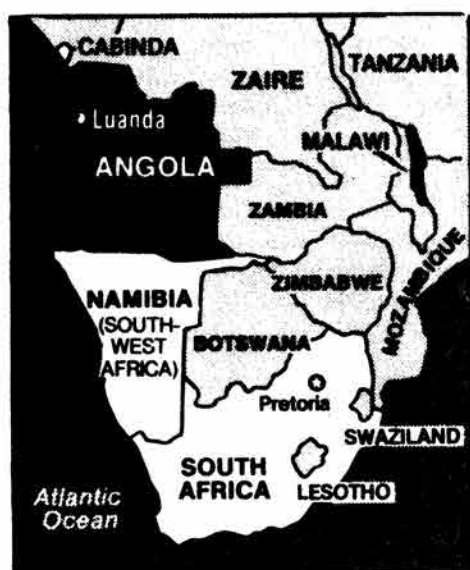 CABINDA
ZAIRE
TANZANIA
Luanda
MALAWI
ANGOLA
ZAMBIA
ZIMBABWE
MOZAMBIQUE
NAMIBIA
(SOUTH-
WEST
AFRICA)
BOTSWANA
Pretoria
SWAZILAND
SOUTH
AFRICA
LESOTHO
Atlantic
Ocean